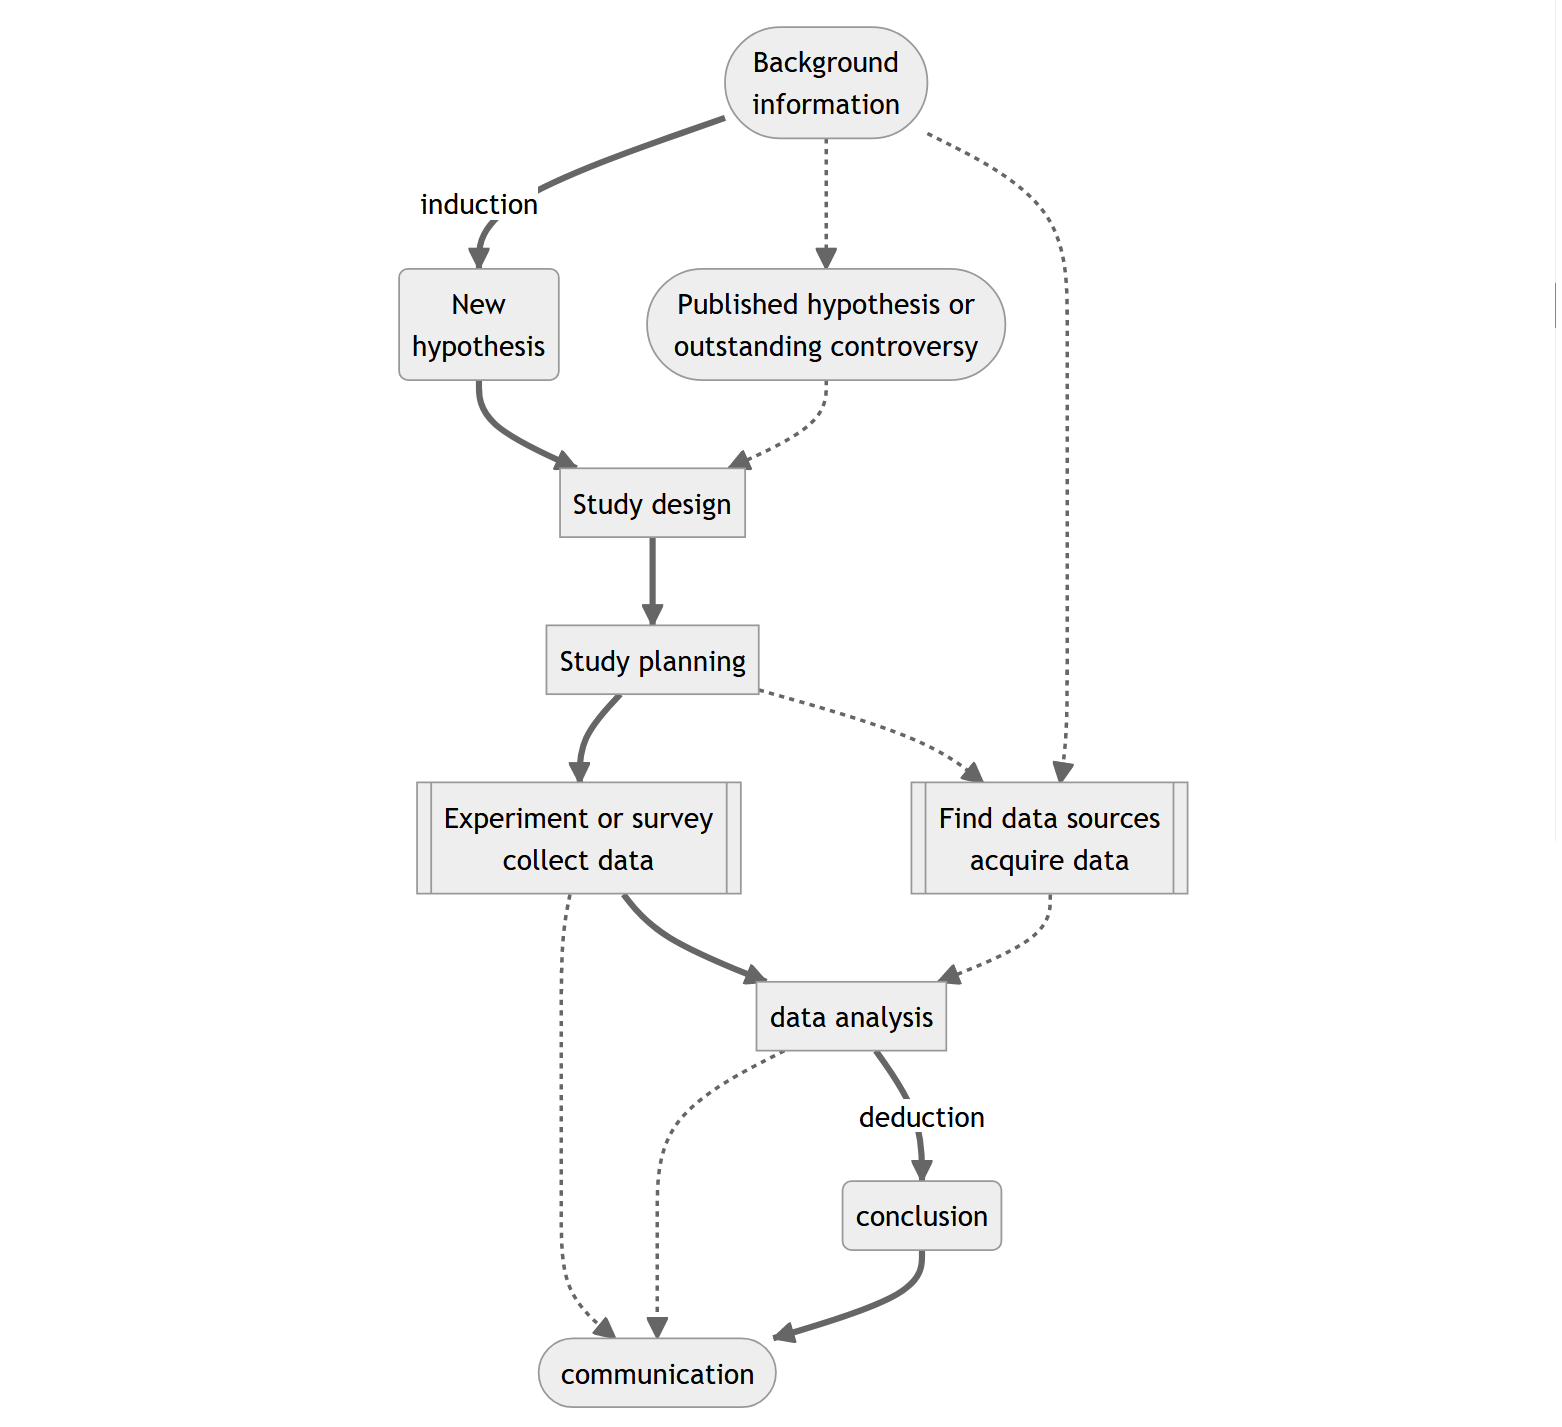 Background
information
induction
New
hypothesis
Published hypothesis or
outstanding controversy
Study design
Study planning
Experiment or survey
collect data
Find data sources
acquire data
data analysis
deduction
conclusion
communication